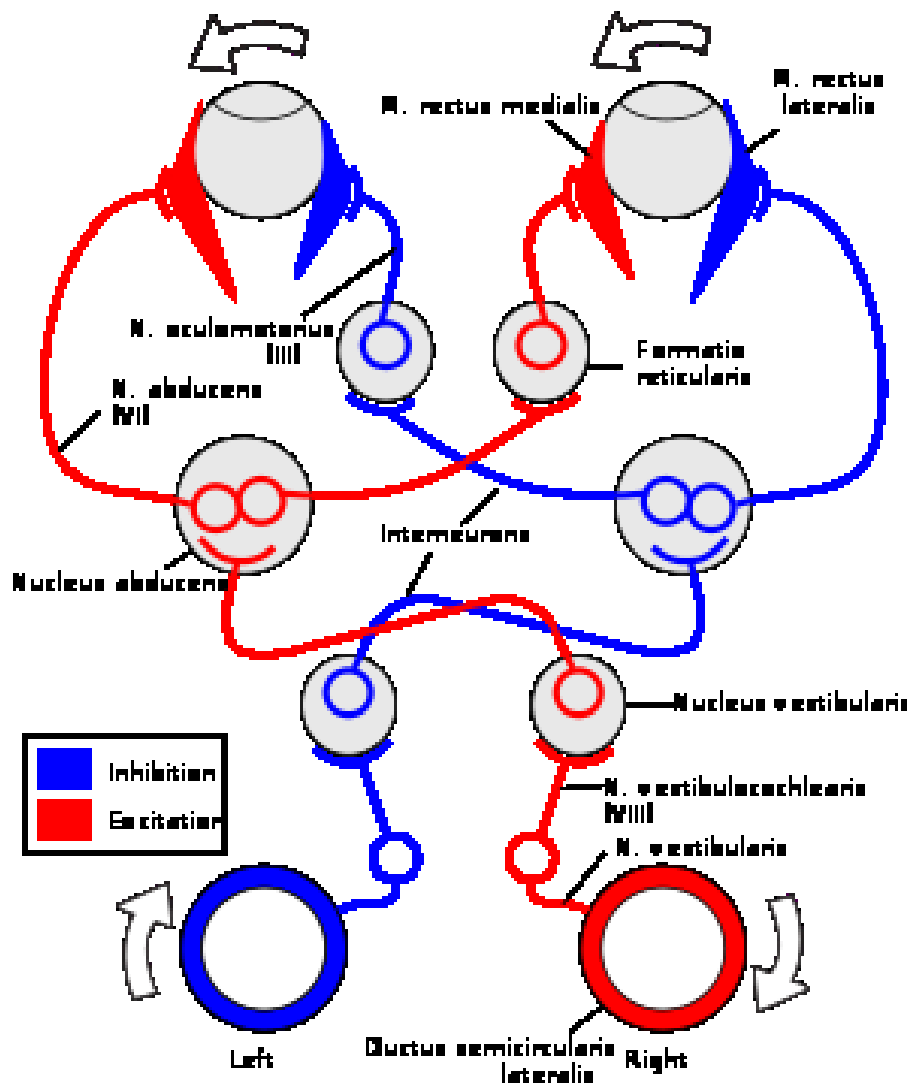 M. rectus medialis
M. rectus
lateralis
N. oculomotorius
[III]
Formatio
reticularis
N. abducens
[VI]
Interneurons
Nucleus abducens
Nucleus vestibularis
Inhibition
Excitation
N. vestibulocochlearis
[VIII]
N. vestibularis
Ductus semicircularis
lateralis
Left
Right